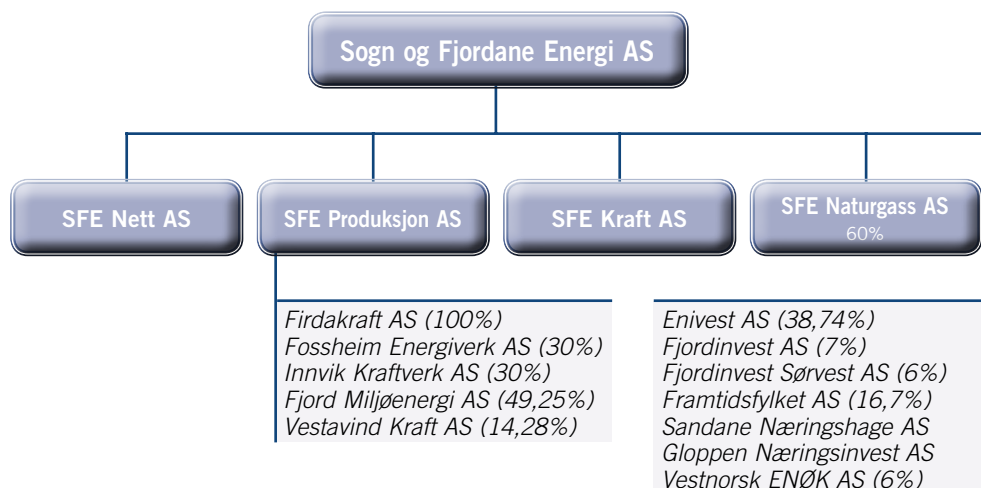 Sogn og Fjordane Energi AS
SFE Nett AS
SFE Produksjon AS
SFE Kraft AS
SFE Naturgass AS
60%
Firdakraft AS (100%)
Fossheim Energiverk AS (30%)
Innvik Kraftverk AS (30%)
Fjord Miljøenergi AS (49,25%)
Vestavind Kraft AS (14,28%)
Enivest AS (38,74%)
Fjordinvest AS (7%)
Fjordinvest Sørvest AS (6%)
Framtidsfylket AS (16,7%)
Sandane Næringshage AS
Gloppen Næringsinvest AS
Vestnorsk ENØK AS (6%)